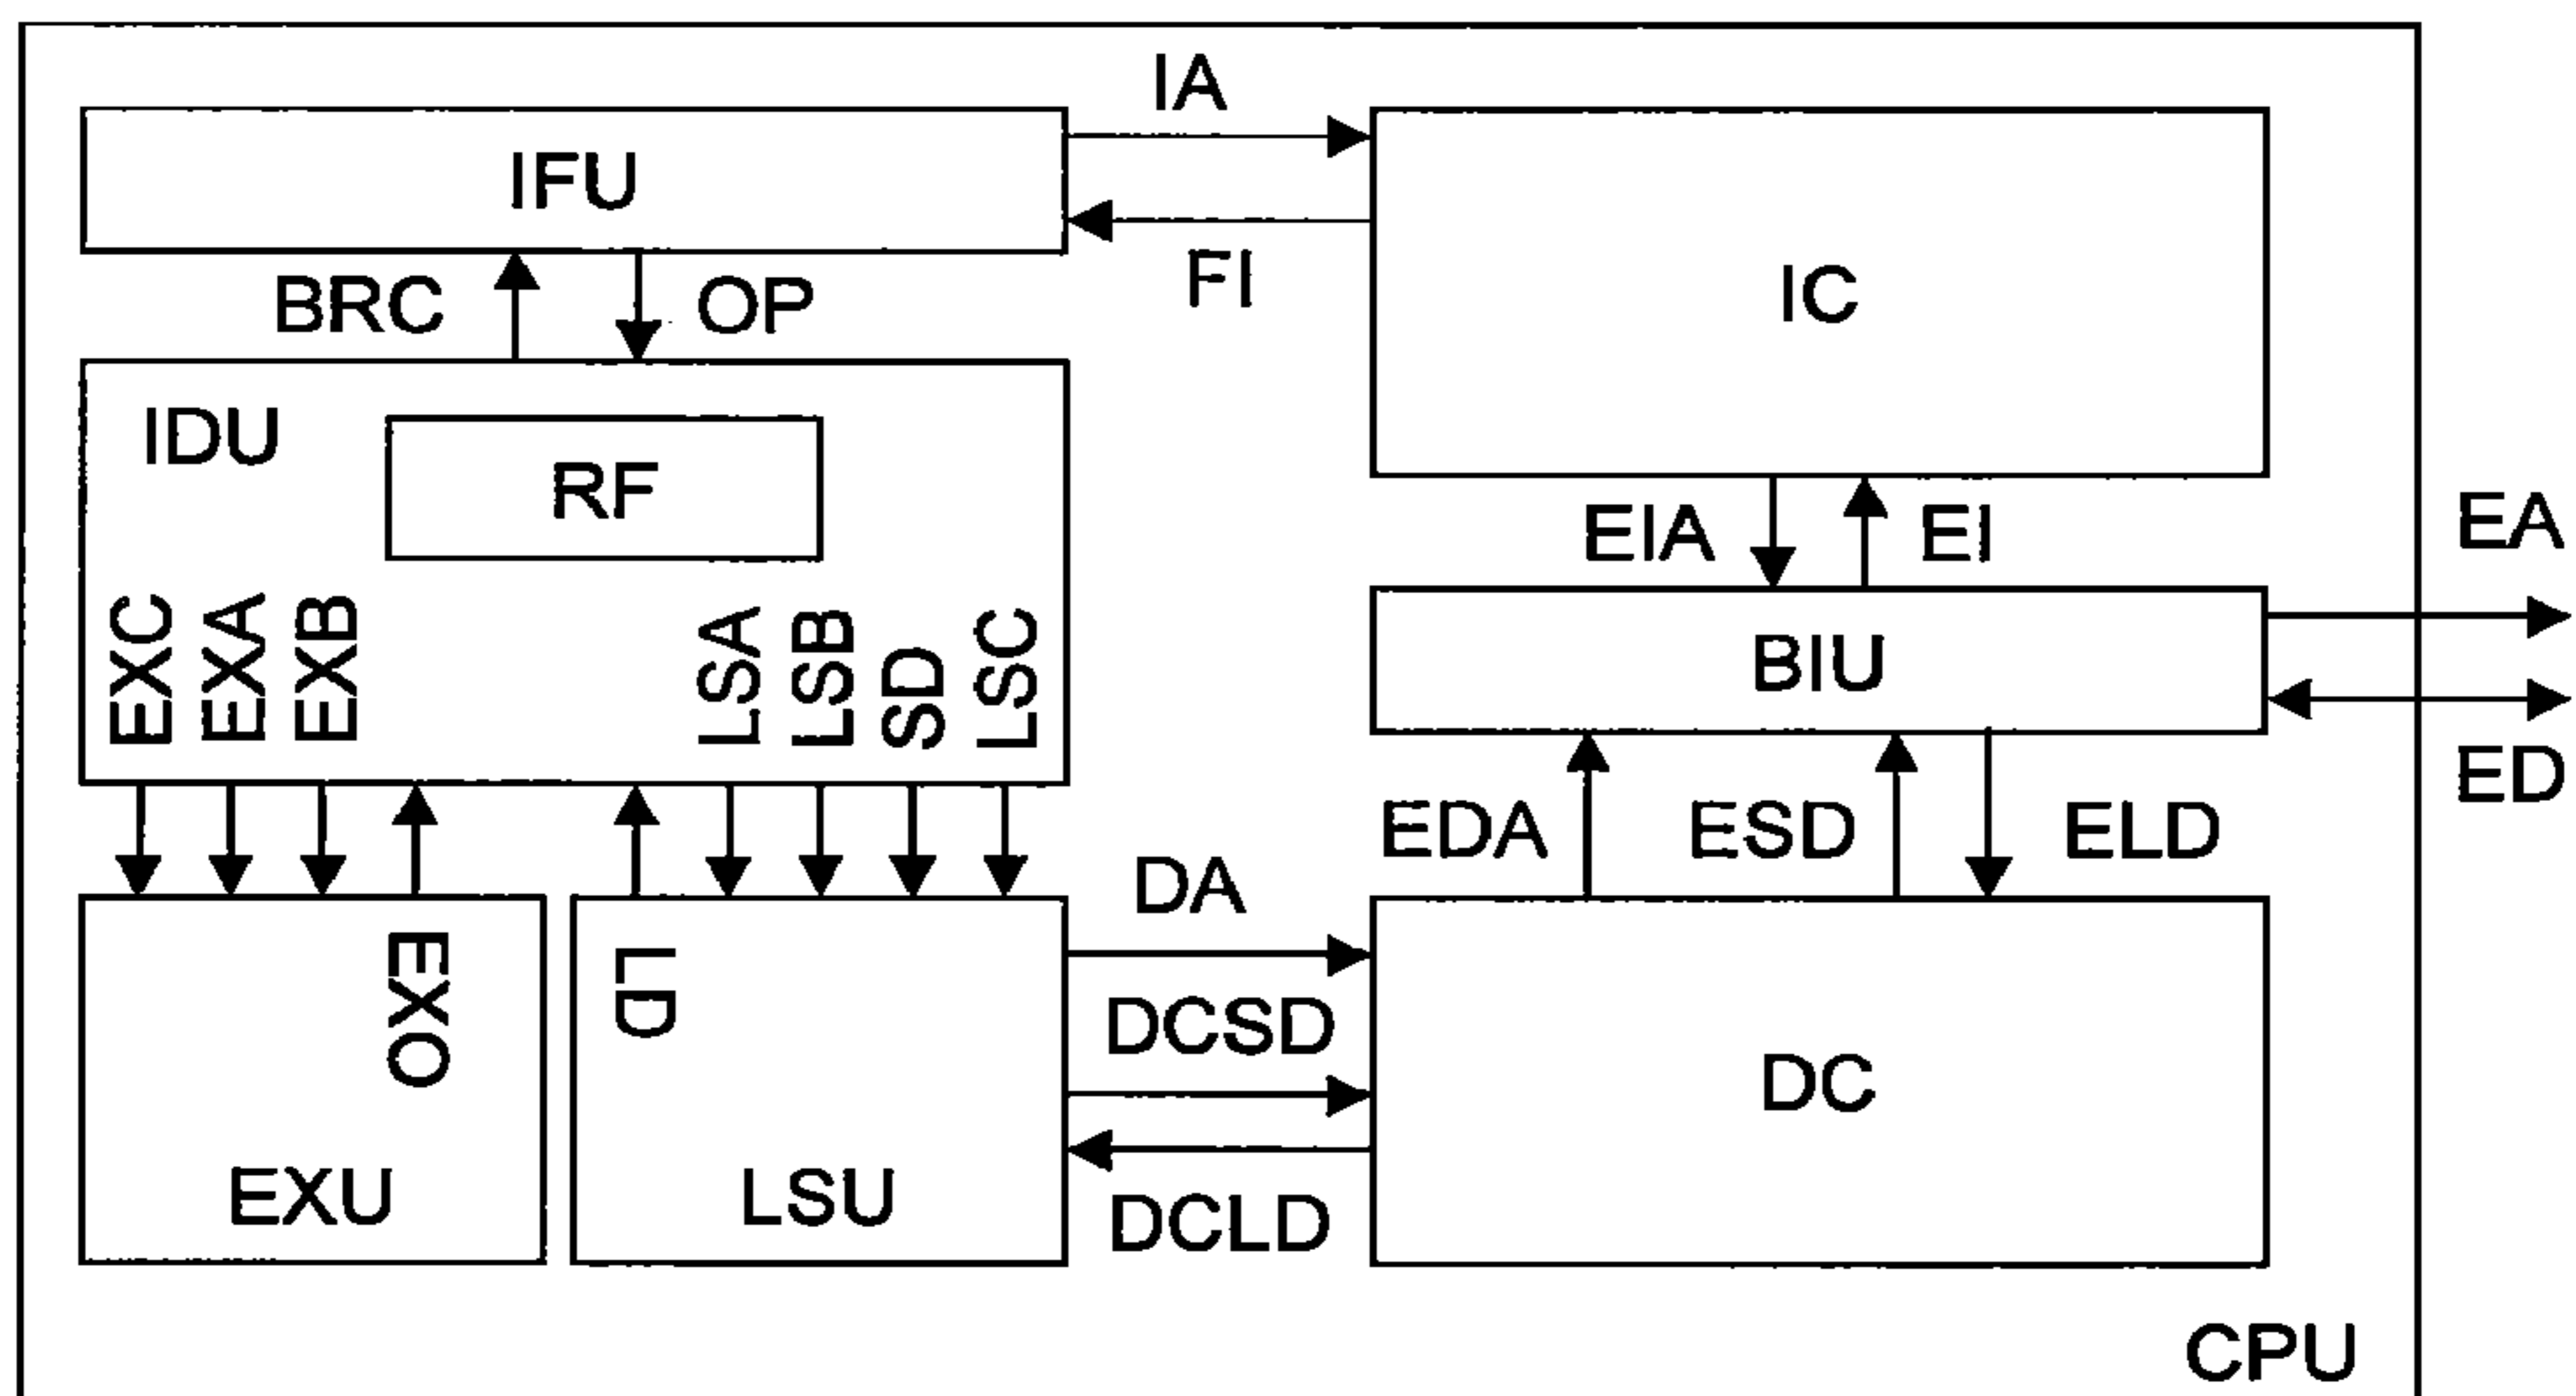 IA
IFU
FI
IC
BRC
OP
IDU
RF
EXC
EXA
EXB
LSA
LSB
SD
LSC
EIA
EI
EA
BIU
ED
EDA
ESD
ELD
EXO
LD
DA
DCSD
DCLD
EXU
LSU
DC
CPU